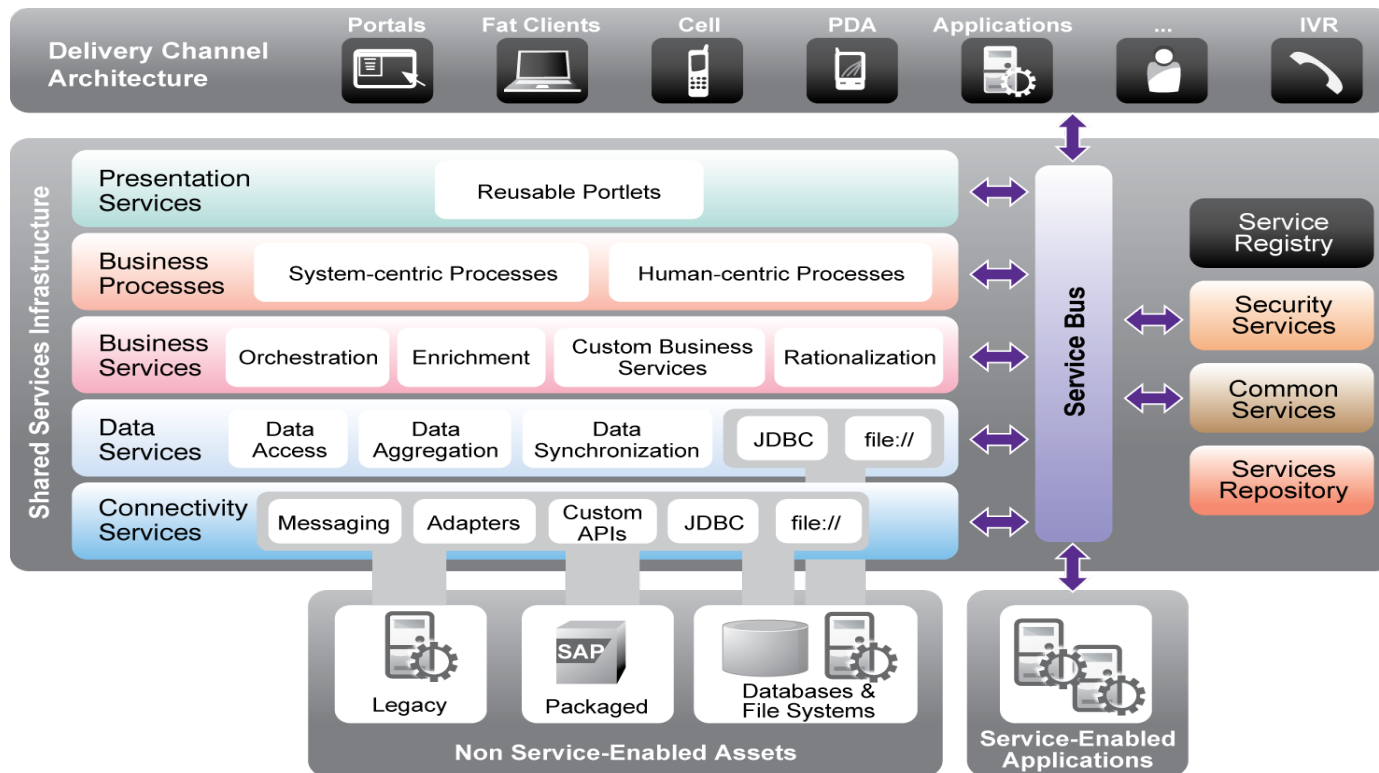 Portals
Fat Clients
Cell
PDA
Applications
...
IVR
Delivery Channel
Architecture
Shared Services Infrastructure
Presentation
Services
Reusable Portlets
Business
Processes
System-centric Processes
Human-centric Processes
Business
Services
Orchestration
Enrichment
Custom Business
Services
Rationalization
Data
Services
Data
Access
Data
Aggregation
Data
Synchronization
JDBC
file://
Connectivity
Services
Messaging
Adapters
Custom
APIs
JDBC
file://
Service Bus
Service
Registry
Security
Services
Common
Services
Services
Repository
Legacy
SAP
Packaged
Databases &
File Systems
Non Service-Enabled Assets
Service-Enabled
Applications